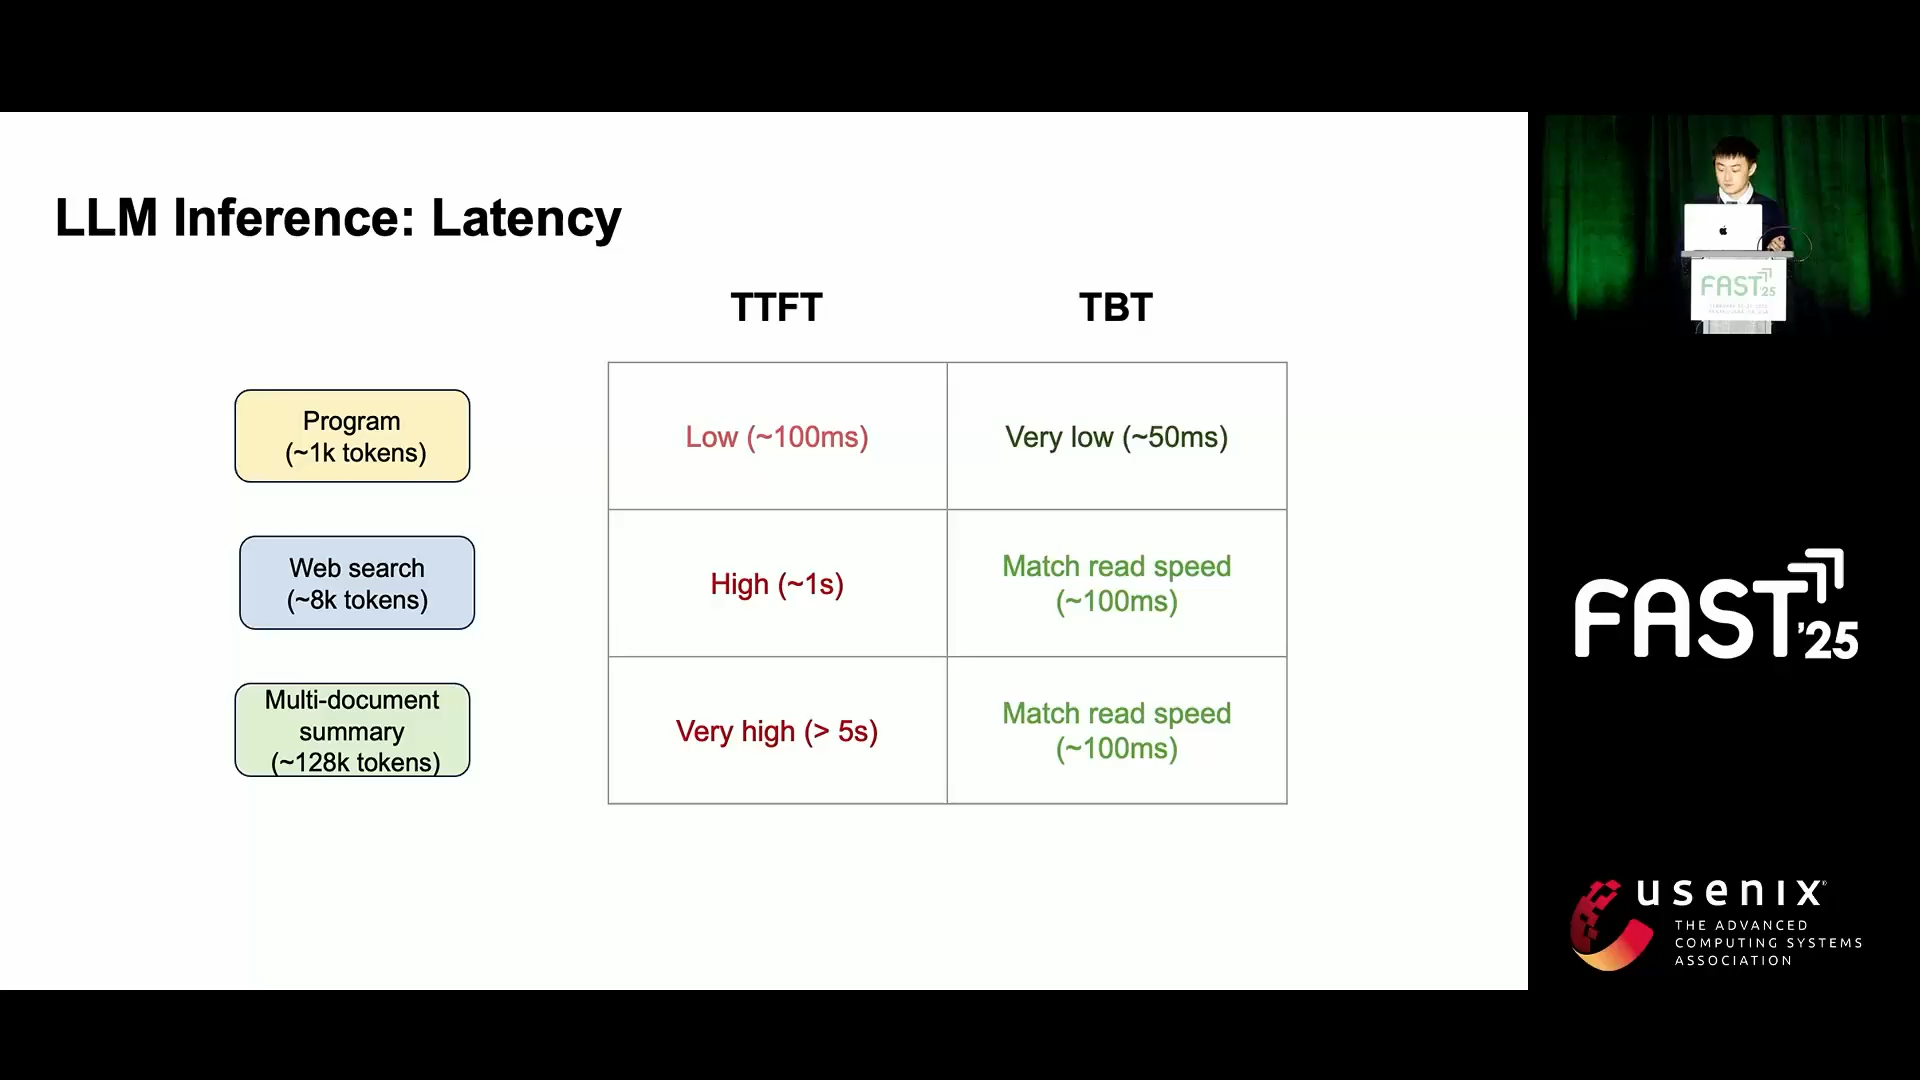 LLM Inference: Latency
TTFT
TBT
Program
(~1k tokens)
Low (~100ms)
Very low (~50ms)
Web search
(~8k tokens)
High (~1s)
Match read speed
(~100ms)
Multi-document
summary
(~128k tokens)
Very high (> 5s)
Match read speed
(~100ms)
FAST '25
FAST '25
usenix®
THE ADVANCED
COMPUTING SYSTEMS
ASSOCIATION